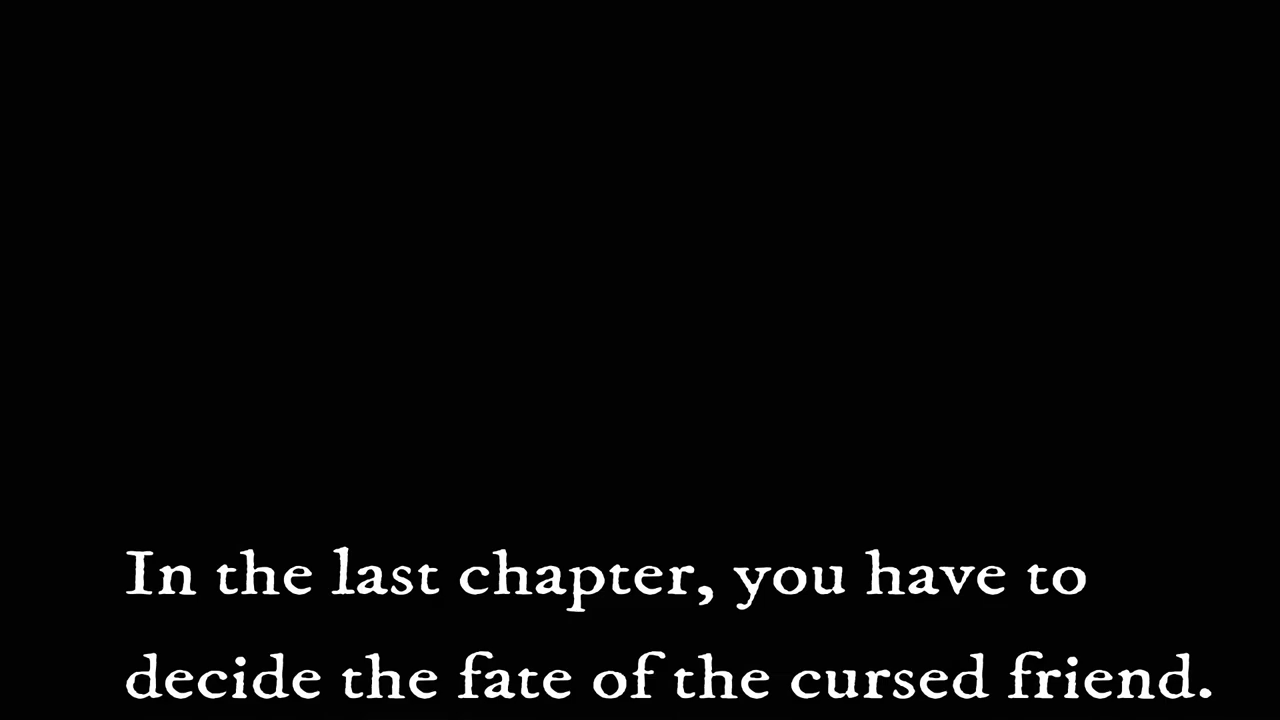 In the last chapter, you have to
decide the fate of the cursed friend.